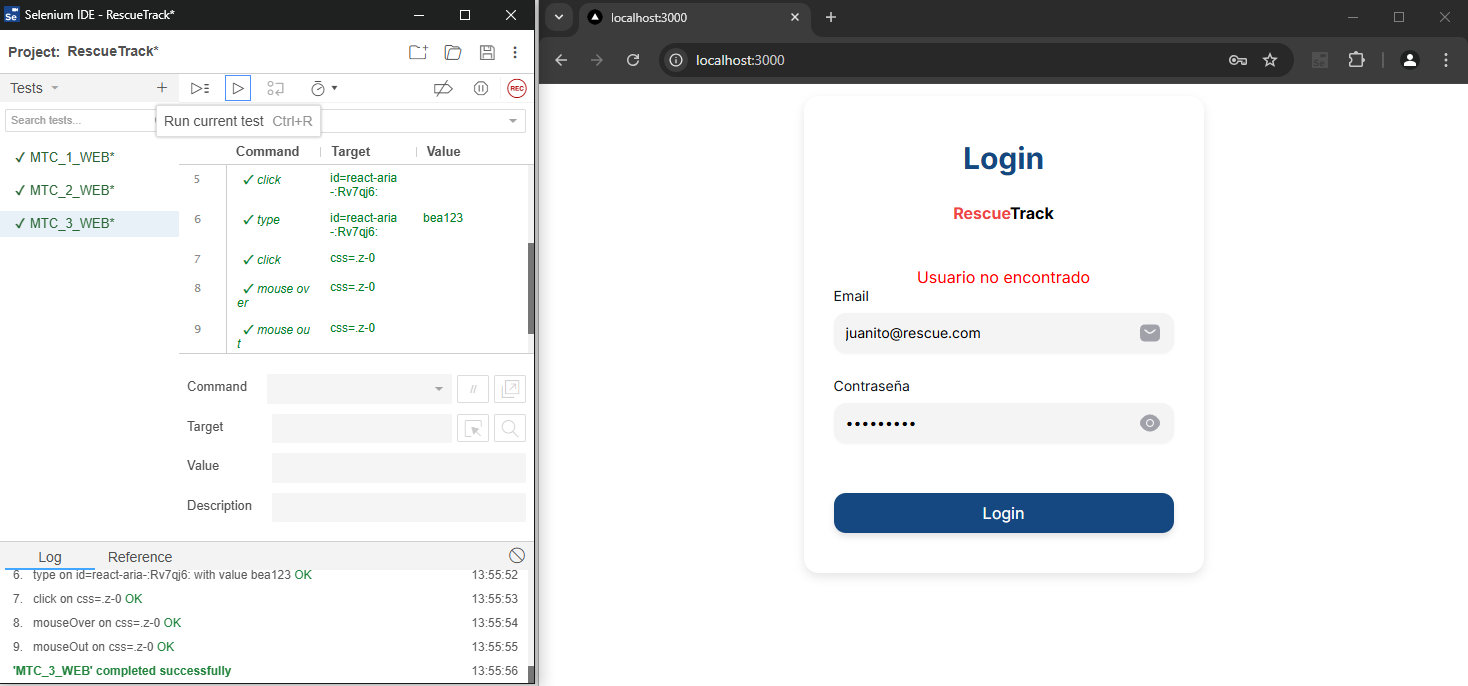 Selenium IDE - RescueTrack*
Project: RescueTrack*
Tests
Run current test Ctrl+R
Search tests...
MTC_1_WEB*
MTC_2_WEB*
MTC_3_WEB*
Command Target Value
5 click id=react-aria
-:Rv7qj6:
6 type id=react-aria bea123
-:Rv7qj6:
7 click css=.z-0
8 mouse ov css=.z-0
er
9 mouse ou css=.z-0
t
Command //
Target
Value
Description
Log Reference
6. type on id=react-aria-:Rv7qj6: with value bea123 OK 13:55:52
7. click on css=.z-0 OK 13:55:53
8. mouseOver on css=.z-0 OK 13:55:54
9. mouseOut on css=.z-0 OK 13:55:55
'MTC_3_WEB' completed successfully 13:55:56
REC
Se
localhost:3000
localhost:3000
Login
RescueTrack
Usuario no encontrado
Email
juanito@rescue.com
Contraseña
•••••••••
Login